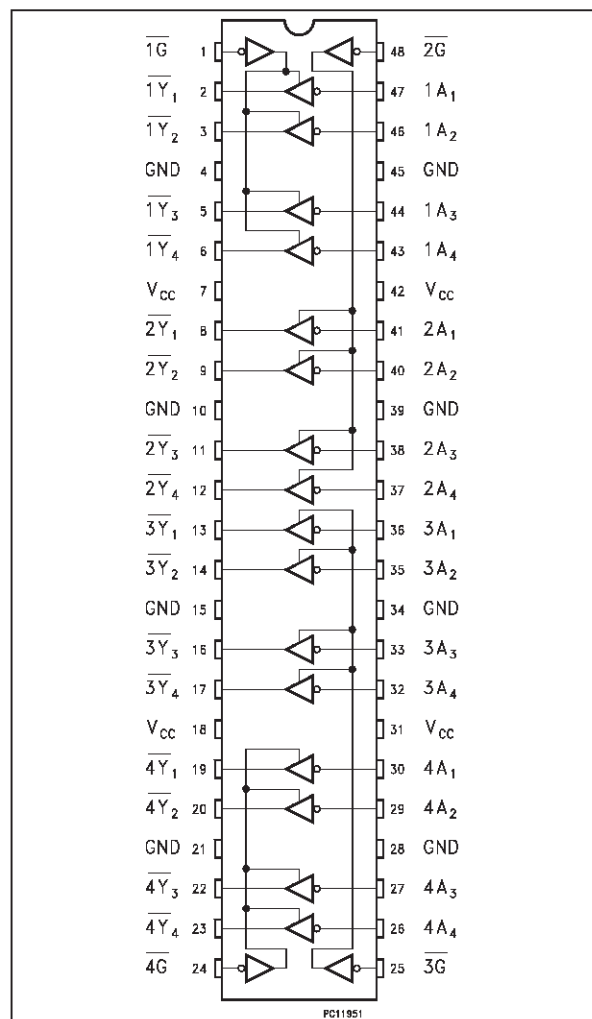 1G 1 48 2G
1Y1 2 47 1A1
1Y2 3 46 1A2
GND 4 45 GND
1Y3 5 44 1A3
1Y4 6 43 1A4
VCC 7 42 VCC
2Y1 8 41 2A1
2Y2 9 40 2A2
GND 10 39 GND
2Y3 11 38 2A3
2Y4 12 37 2A4
3Y1 13 36 3A1
3Y2 14 35 3A2
GND 15 34 GND
3Y3 16 33 3A3
3Y4 17 32 3A4
VCC 18 31 VCC
4Y1 19 30 4A1
4Y2 20 29 4A2
GND 21 28 GND
4Y3 22 27 4A3
4Y4 23 26 4A4
4G 24 25 3G
PC11951